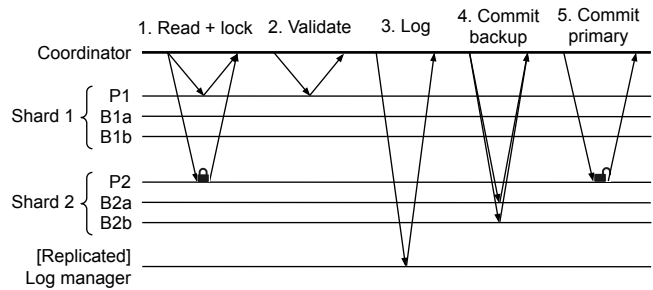 1. Read + lock
2. Validate
3. Log
4. Commit
backup
5. Commit
primary
Coordinator
Shard 1
P1
B1a
B1b
Shard 2
P2
B2a
B2b
[Replicated]
Log manager